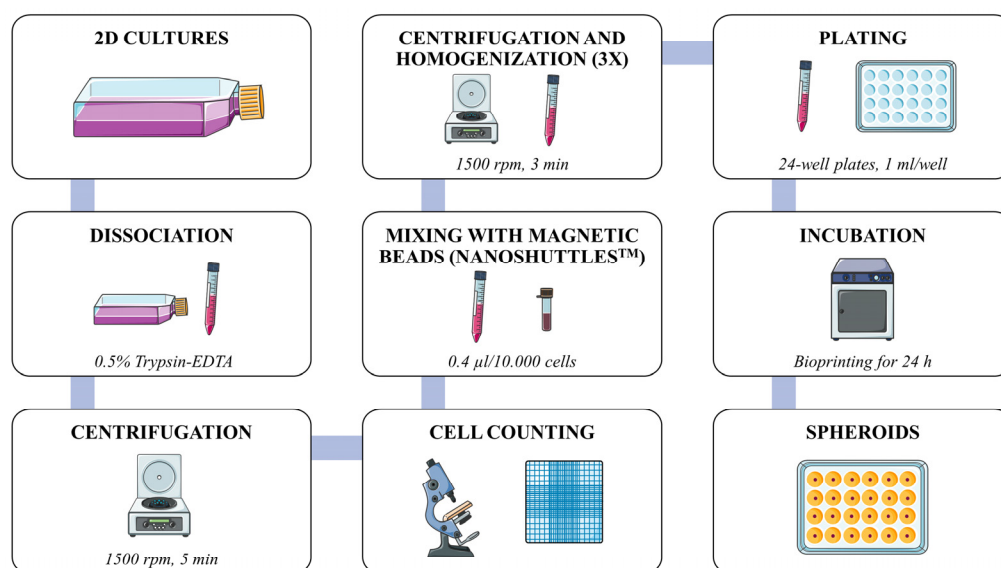 2D CULTURES
DISSOCIATION
0.5% Trypsin-EDTA
CENTRIFUGATION
1500 rpm, 5 min
CELL COUNTING
MIXING WITH MAGNETIC
BEADS (NANOSHUTTLES™)
0.4 µl/10.000 cells
CENTRIFUGATION AND
HOMOGENIZATION (3X)
1500 rpm, 3 min
PLATING
24-well plates, 1 ml/well
INCUBATION
Bioprinting for 24 h
SPHEROIDS